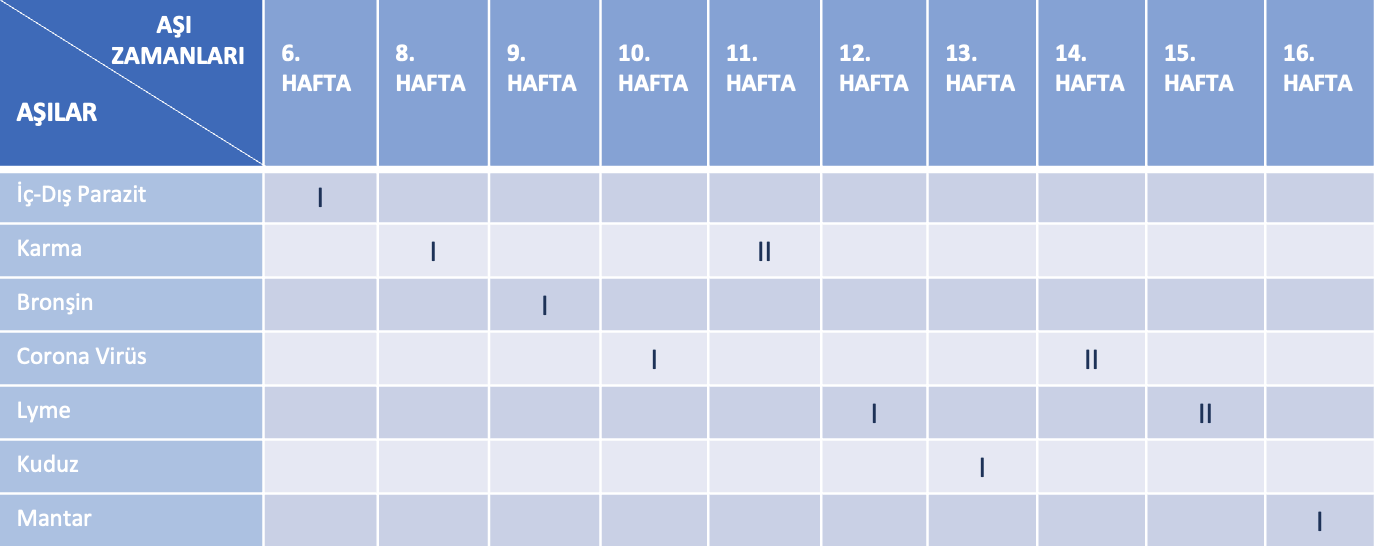 AŞI
ZAMANLARI
AŞILAR
6.
HAFTA
8.
HAFTA
9.
HAFTA
10.
HAFTA
11.
HAFTA
12.
HAFTA
13.
HAFTA
14.
HAFTA
15.
HAFTA
16.
HAFTA
İç-Dış Parazit I
Karma I II
Bronşin I
Corona Virüs I II
Lyme I II
Kuduz I
Mantar I